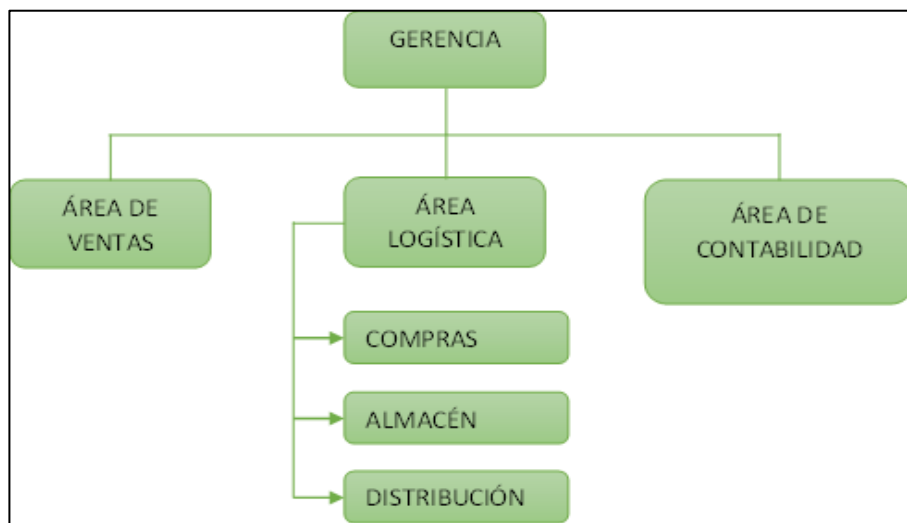 GERENCIA
ÁREA DE
VENTAS
ÁREA
LOGÍSTICA
ÁREA DE
CONTABILIDAD
COMPRAS
ALMACÉN
DISTRIBUCIÓN